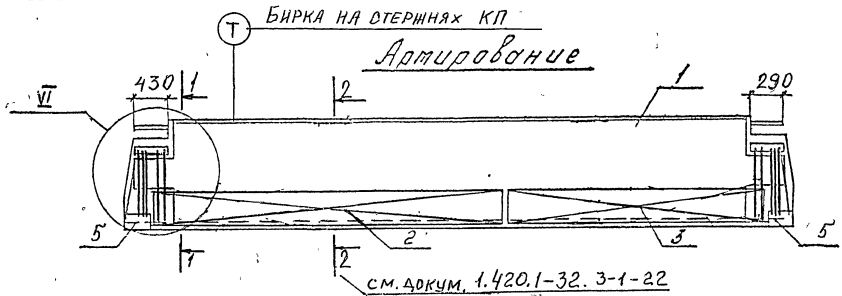 Бирка на стержнях КП
Т
Армирование
VI
430
1
2
1
290
5
2
3
5
1
2
см. докум. 1.420.1-32. 3-1-22